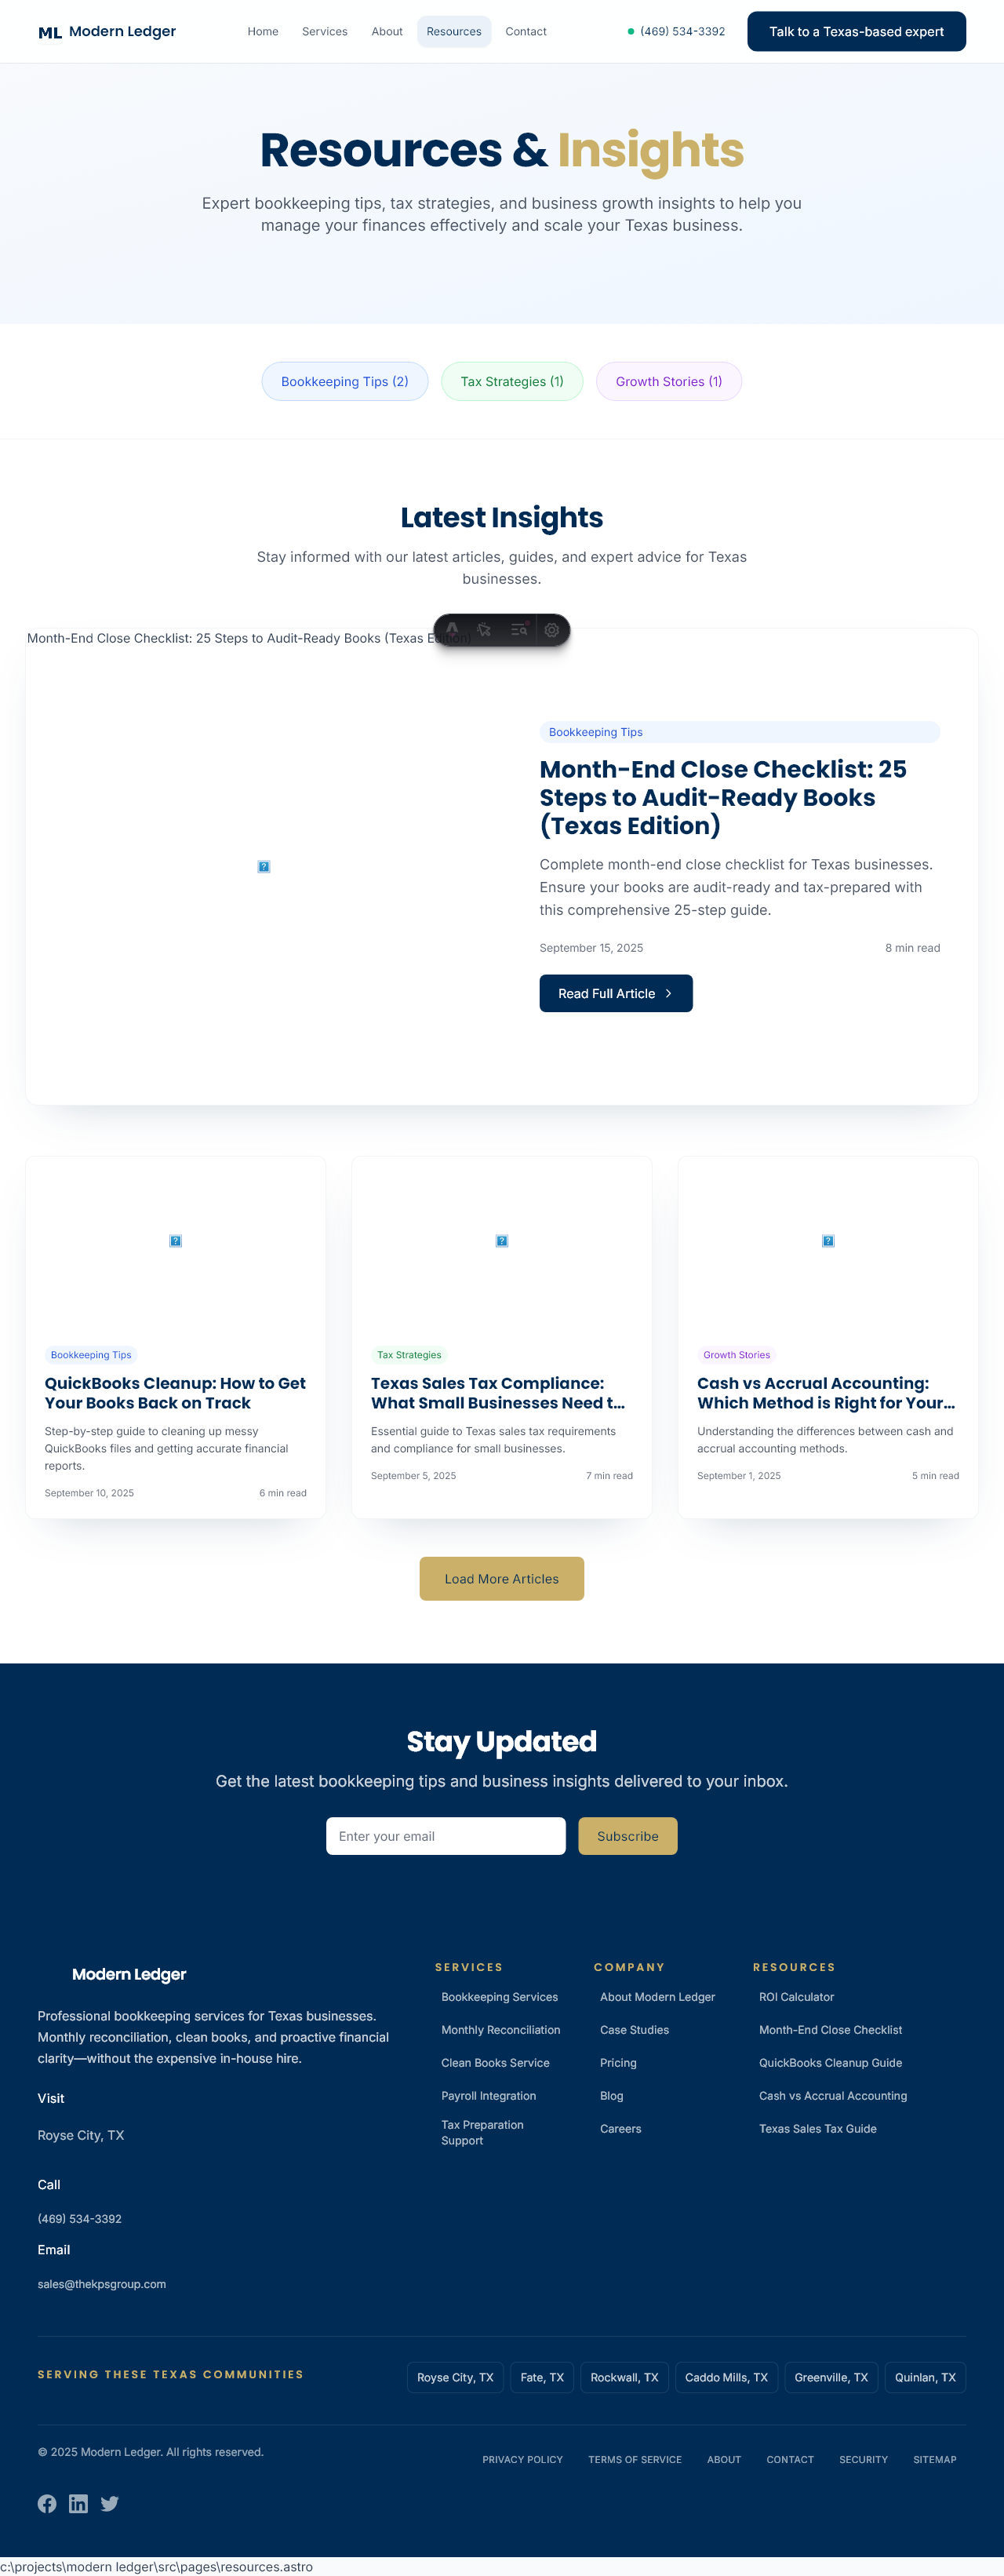 ML Modern Ledger
Home
Services
About
Resources
Contact
(469) 534-3392
Talk to a Texas-based expert
Resources & Insights
Expert bookkeeping tips, tax strategies, and business growth insights to help you
manage your finances effectively and scale your Texas business.
Bookkeeping Tips (2)
Tax Strategies (1)
Growth Stories (1)
Latest Insights
Stay informed with our latest articles, guides, and expert advice for Texas
businesses.
Month-End Close Checklist: 25 Steps to Audit-Ready Books (Texas Edition)
Bookkeeping Tips
Month-End Close Checklist: 25
Steps to Audit-Ready Books
(Texas Edition)
Complete month-end close checklist for Texas businesses.
Ensure your books are audit-ready and tax-prepared with
this comprehensive 25-step guide.
September 15, 2025
8 min read
Read Full Article
Bookkeeping Tips
QuickBooks Cleanup: How to Get
Your Books Back on Track
Step-by-step guide to cleaning up messy
QuickBooks files and getting accurate financial
reports.
September 10, 2025
6 min read
Tax Strategies
Texas Sales Tax Compliance:
What Small Businesses Need t...
Essential guide to Texas sales tax requirements
and compliance for small businesses.
September 5, 2025
7 min read
Growth Stories
Cash vs Accrual Accounting:
Which Method is Right for Your...
Understanding the differences between cash and
accrual accounting methods.
September 1, 2025
5 min read
Load More Articles
Stay Updated
Get the latest bookkeeping tips and business insights delivered to your inbox.
Enter your email
Subscribe
Modern Ledger
Professional bookkeeping services for Texas businesses.
Monthly reconciliation, clean books, and proactive financial
clarity—without the expensive in-house hire.
Visit
Royse City, TX
Call
(469) 534-3392
Email
sales@thekpsgroup.com
SERVICES
Bookkeeping Services
Monthly Reconciliation
Clean Books Service
Payroll Integration
Tax Preparation
Support
COMPANY
About Modern Ledger
Case Studies
Pricing
Blog
Careers
RESOURCES
ROI Calculator
Month-End Close Checklist
QuickBooks Cleanup Guide
Cash vs Accrual Accounting
Texas Sales Tax Guide
SERVING THESE TEXAS COMMUNITIES
Royse City, TX
Fate, TX
Rockwall, TX
Caddo Mills, TX
Greenville, TX
Quinlan, TX
© 2025 Modern Ledger. All rights reserved.
PRIVACY POLICY
TERMS OF SERVICE
ABOUT
CONTACT
SECURITY
SITEMAP
c:\projects\modern ledger\src\pages\resources.astro